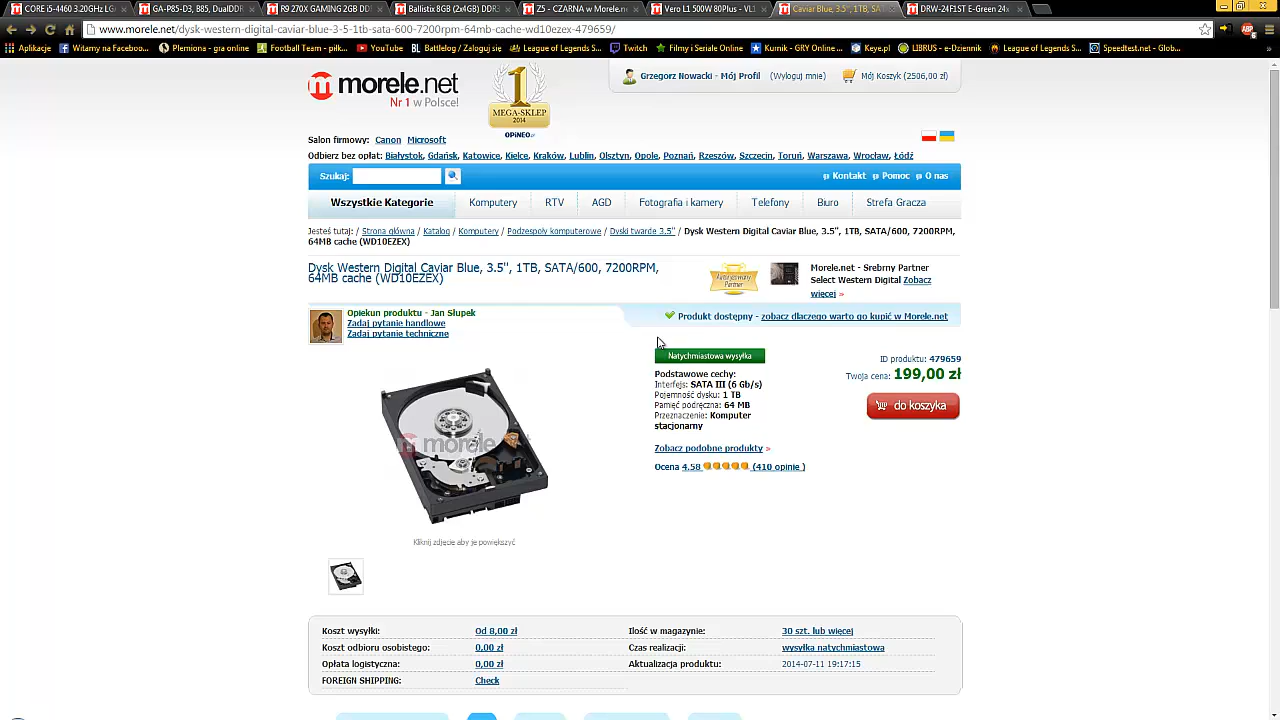 CORE i5-4460 3.20GHz LGA
GA-P85-D3, B85, DualDDR
R9 270X GAMING 2GB DD
Ballistix 8GB (2x4GB) DDR3
Z5 - CZARNA w Morele.n
Vero L1 500W 80Plus - VL1
Caviar Blue, 3.5", 1TB, SA
DRW-24F1ST E-Green 24x
www.morele.net/dysk-western-digital-caviar-blue-3-5-1tb-sata-600-7200rpm-64mb-cache-wd10ezex-479659/
Aplikacje Witamy na Faceboo... Plemiona - gra online Football Team - piłk... YouTube Battlelog / Zaloguj się League of Legends S... Twitch Filmy i Seriale Online Kurnik - GRY Online... Keye.pl LIBRUS - e-Dziennik League of Legends S... Speedtest.net - Glob...
morele.net
Nr 1 w Polsce!
1
MEGA-SKLEP
2014
OPINEO
Grzegorz Nowacki - Mój Profil (Wyloguj mnie) Mój Koszyk (2506,00 zł)
Salon firmowy: Canon Microsoft
Odbierz bez opłat: Białystok, Gdańsk, Katowice, Kielce, Kraków, Lublin, Olsztyn, Opole, Poznań, Rzeszów, Szczecin, Toruń, Warszawa, Wrocław, Łódź
Szukaj: Kontakt Pomoc O nas
Wszystkie Kategorie Komputery RTV AGD Fotografia i kamery Telefony Biuro Strefa Gracza
Jesteś tutaj: / Strona główna / Katalog / Komputery / Podzespoły komputerowe / Dyski twarde 3.5" / Dysk Western Digital Caviar Blue, 3.5", 1TB, SATA/600, 7200RPM,
64MB cache (WD10EZEX)
Dysk Western Digital Caviar Blue, 3.5", 1TB, SATA/600, 7200RPM,
64MB cache (WD10EZEX)
Autoryzowany
Partner
Morele.net - Srebrny Partner
Select Western Digital Zobacz
więcej »
Opiekun produktu - Jan Słupek
Zadaj pytanie handlowe
Zadaj pytanie techniczne
Produkt dostępny - zobacz dlaczego warto go kupić w Morele.net
Natychmiastowa wysyłka
Podstawowe cechy:
Interfejs: SATA III (6 Gb/s)
Pojemność dysku: 1 TB
Pamięć podręczna: 64 MB
Przeznaczenie: Komputer
stacjonarny
Zobacz podobne produkty »
Ocena 4.58 (410 opinie )
ID produktu: 479659
Twoja cena: 199,00 zł
do koszyka
morele
Kliknij zdjęcie aby je powiększyć
Koszt wysyłki: Od 8,00 zł Ilość w magazynie: 30 szt. lub więcej
Koszt odbioru osobistego: 0,00 zł Czas realizacji: wysyłka natychmiastowa
Opłata logistyczna: 0,00 zł Aktualizacja produktu: 2014-07-11 19:17:15
FOREIGN SHIPPING: Check